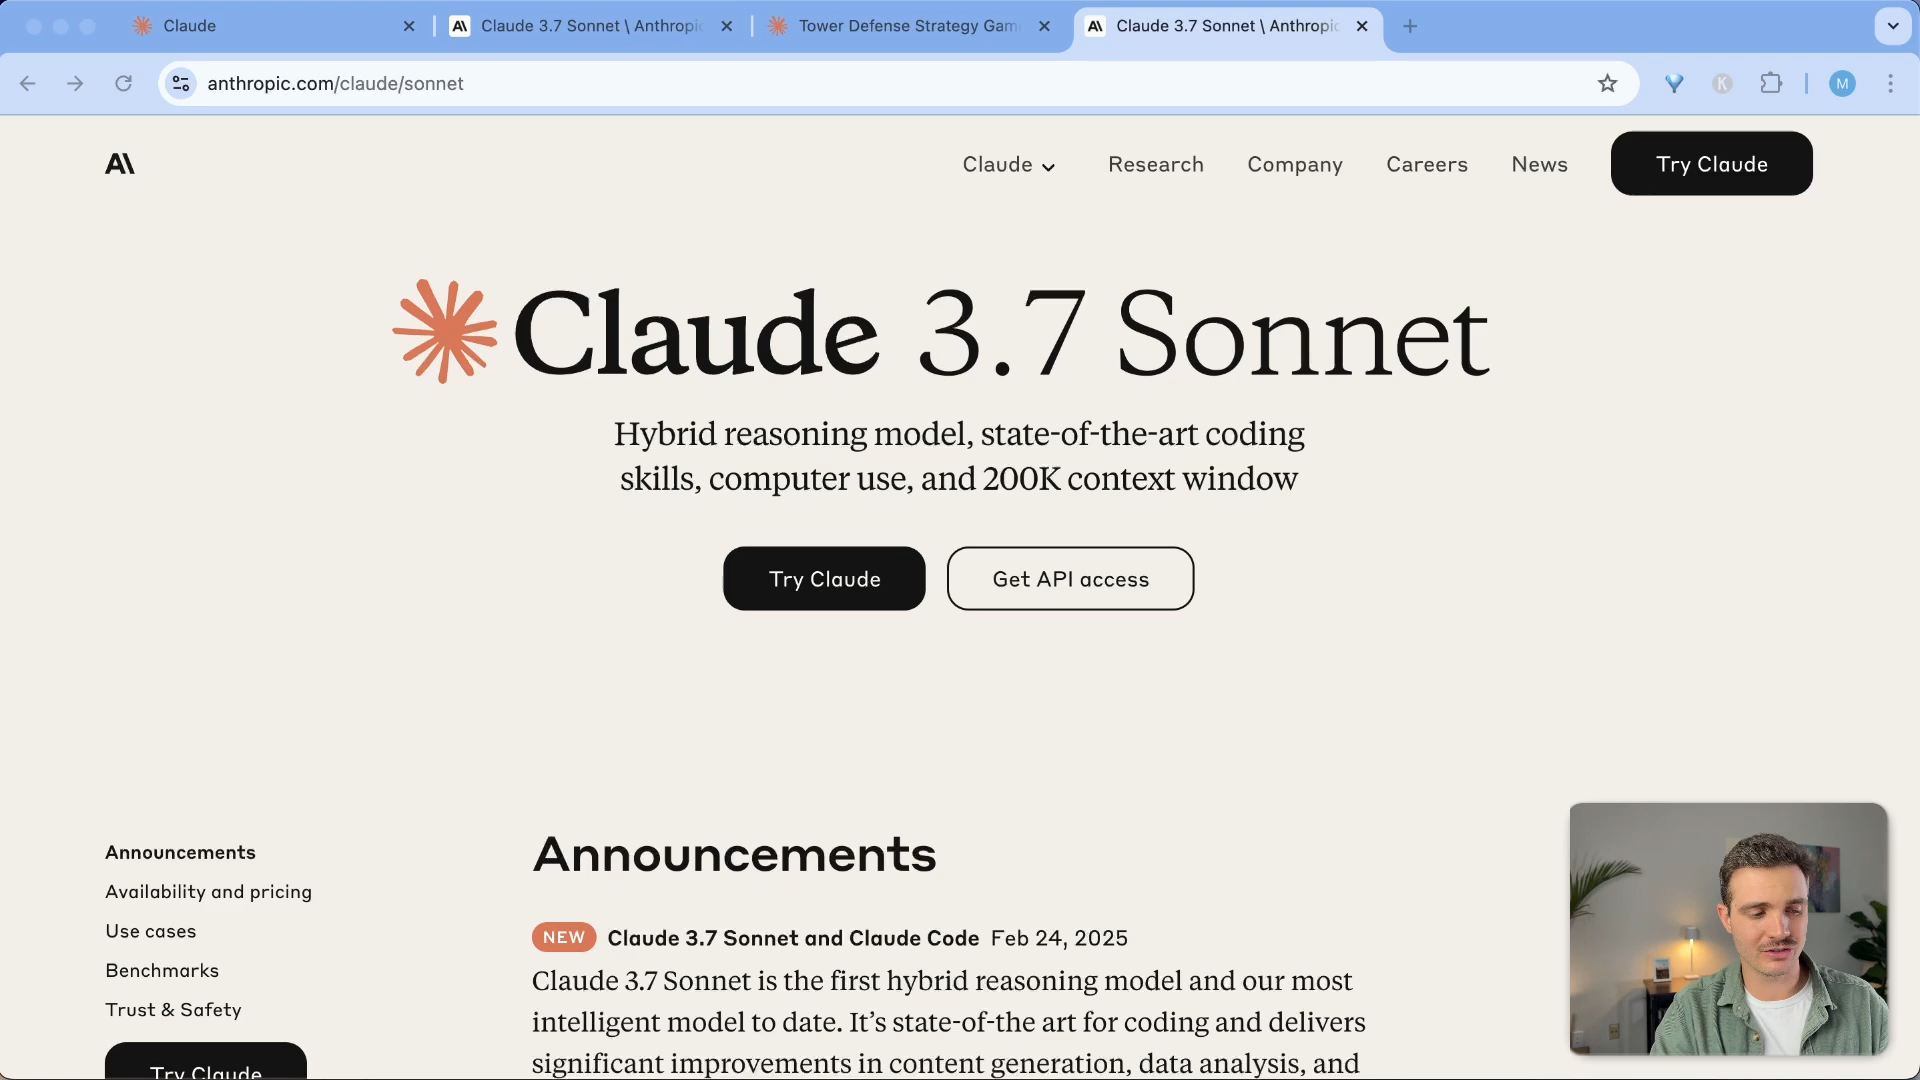 Claude
Claude 3.7 Sonnet \ Anthropic
Tower Defense Strategy Gam
Claude 3.7 Sonnet \ Anthropic
anthropic.com/claude/sonnet
K
M
Claude
Research
Company
Careers
News
Try Claude
Claude 3.7 Sonnet
Hybrid reasoning model, state-of-the-art coding
skills, computer use, and 200K context window
Try Claude
Get API access
Announcements
Availability and pricing
Use cases
Benchmarks
Trust & Safety
Try Claude
Announcements
NEW Claude 3.7 Sonnet and Claude Code Feb 24, 2025
Claude 3.7 Sonnet is the first hybrid reasoning model and our most
intelligent model to date. It’s state-of-the art for coding and delivers
significant improvements in content generation, data analysis, and